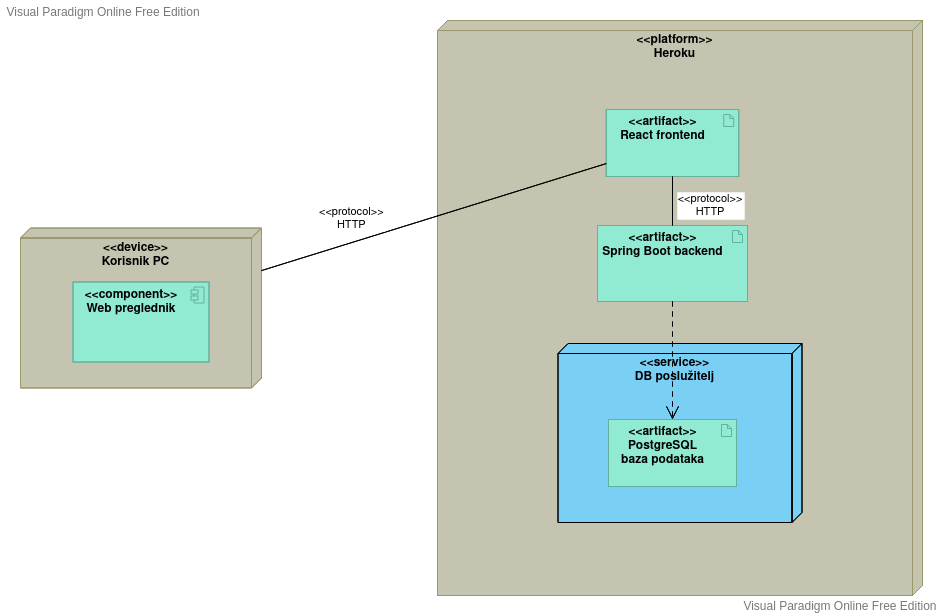 Visual Paradigm Online Free Edition
<<platform>>
Heroku
<<artifact>>
React frontend
<<protocol>>
HTTP
<<protocol>>
HTTP
<<artifact>>
Spring Boot backend
<<device>>
Korisnik PC
<<component>>
Web preglednik
<<service>>
DB poslužitelj
<<artifact>>
PostgreSQL
baza podataka
Visual Paradigm Online Free Edition